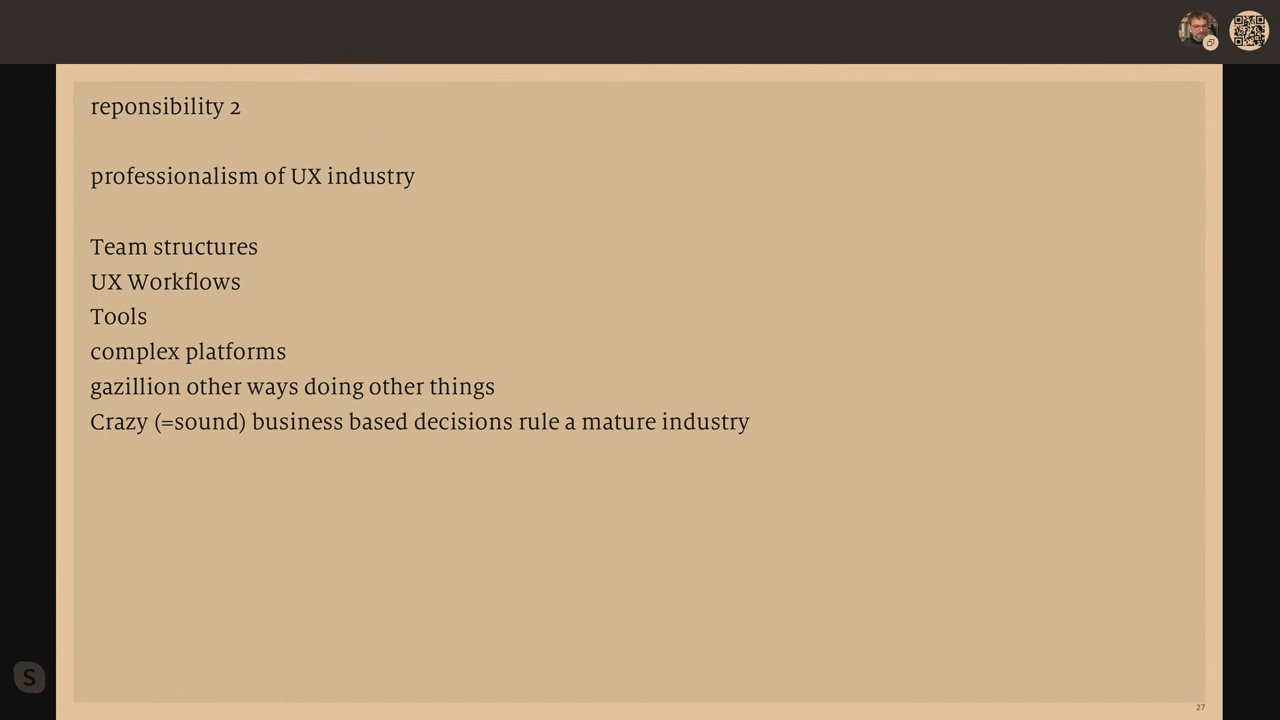 reponsibility 2
professionalism of UX industry
Team structures
UX Workflows
Tools
complex platforms
gazillion other ways doing other things
Crazy (=sound) business based decisions rule a mature industry
S
27